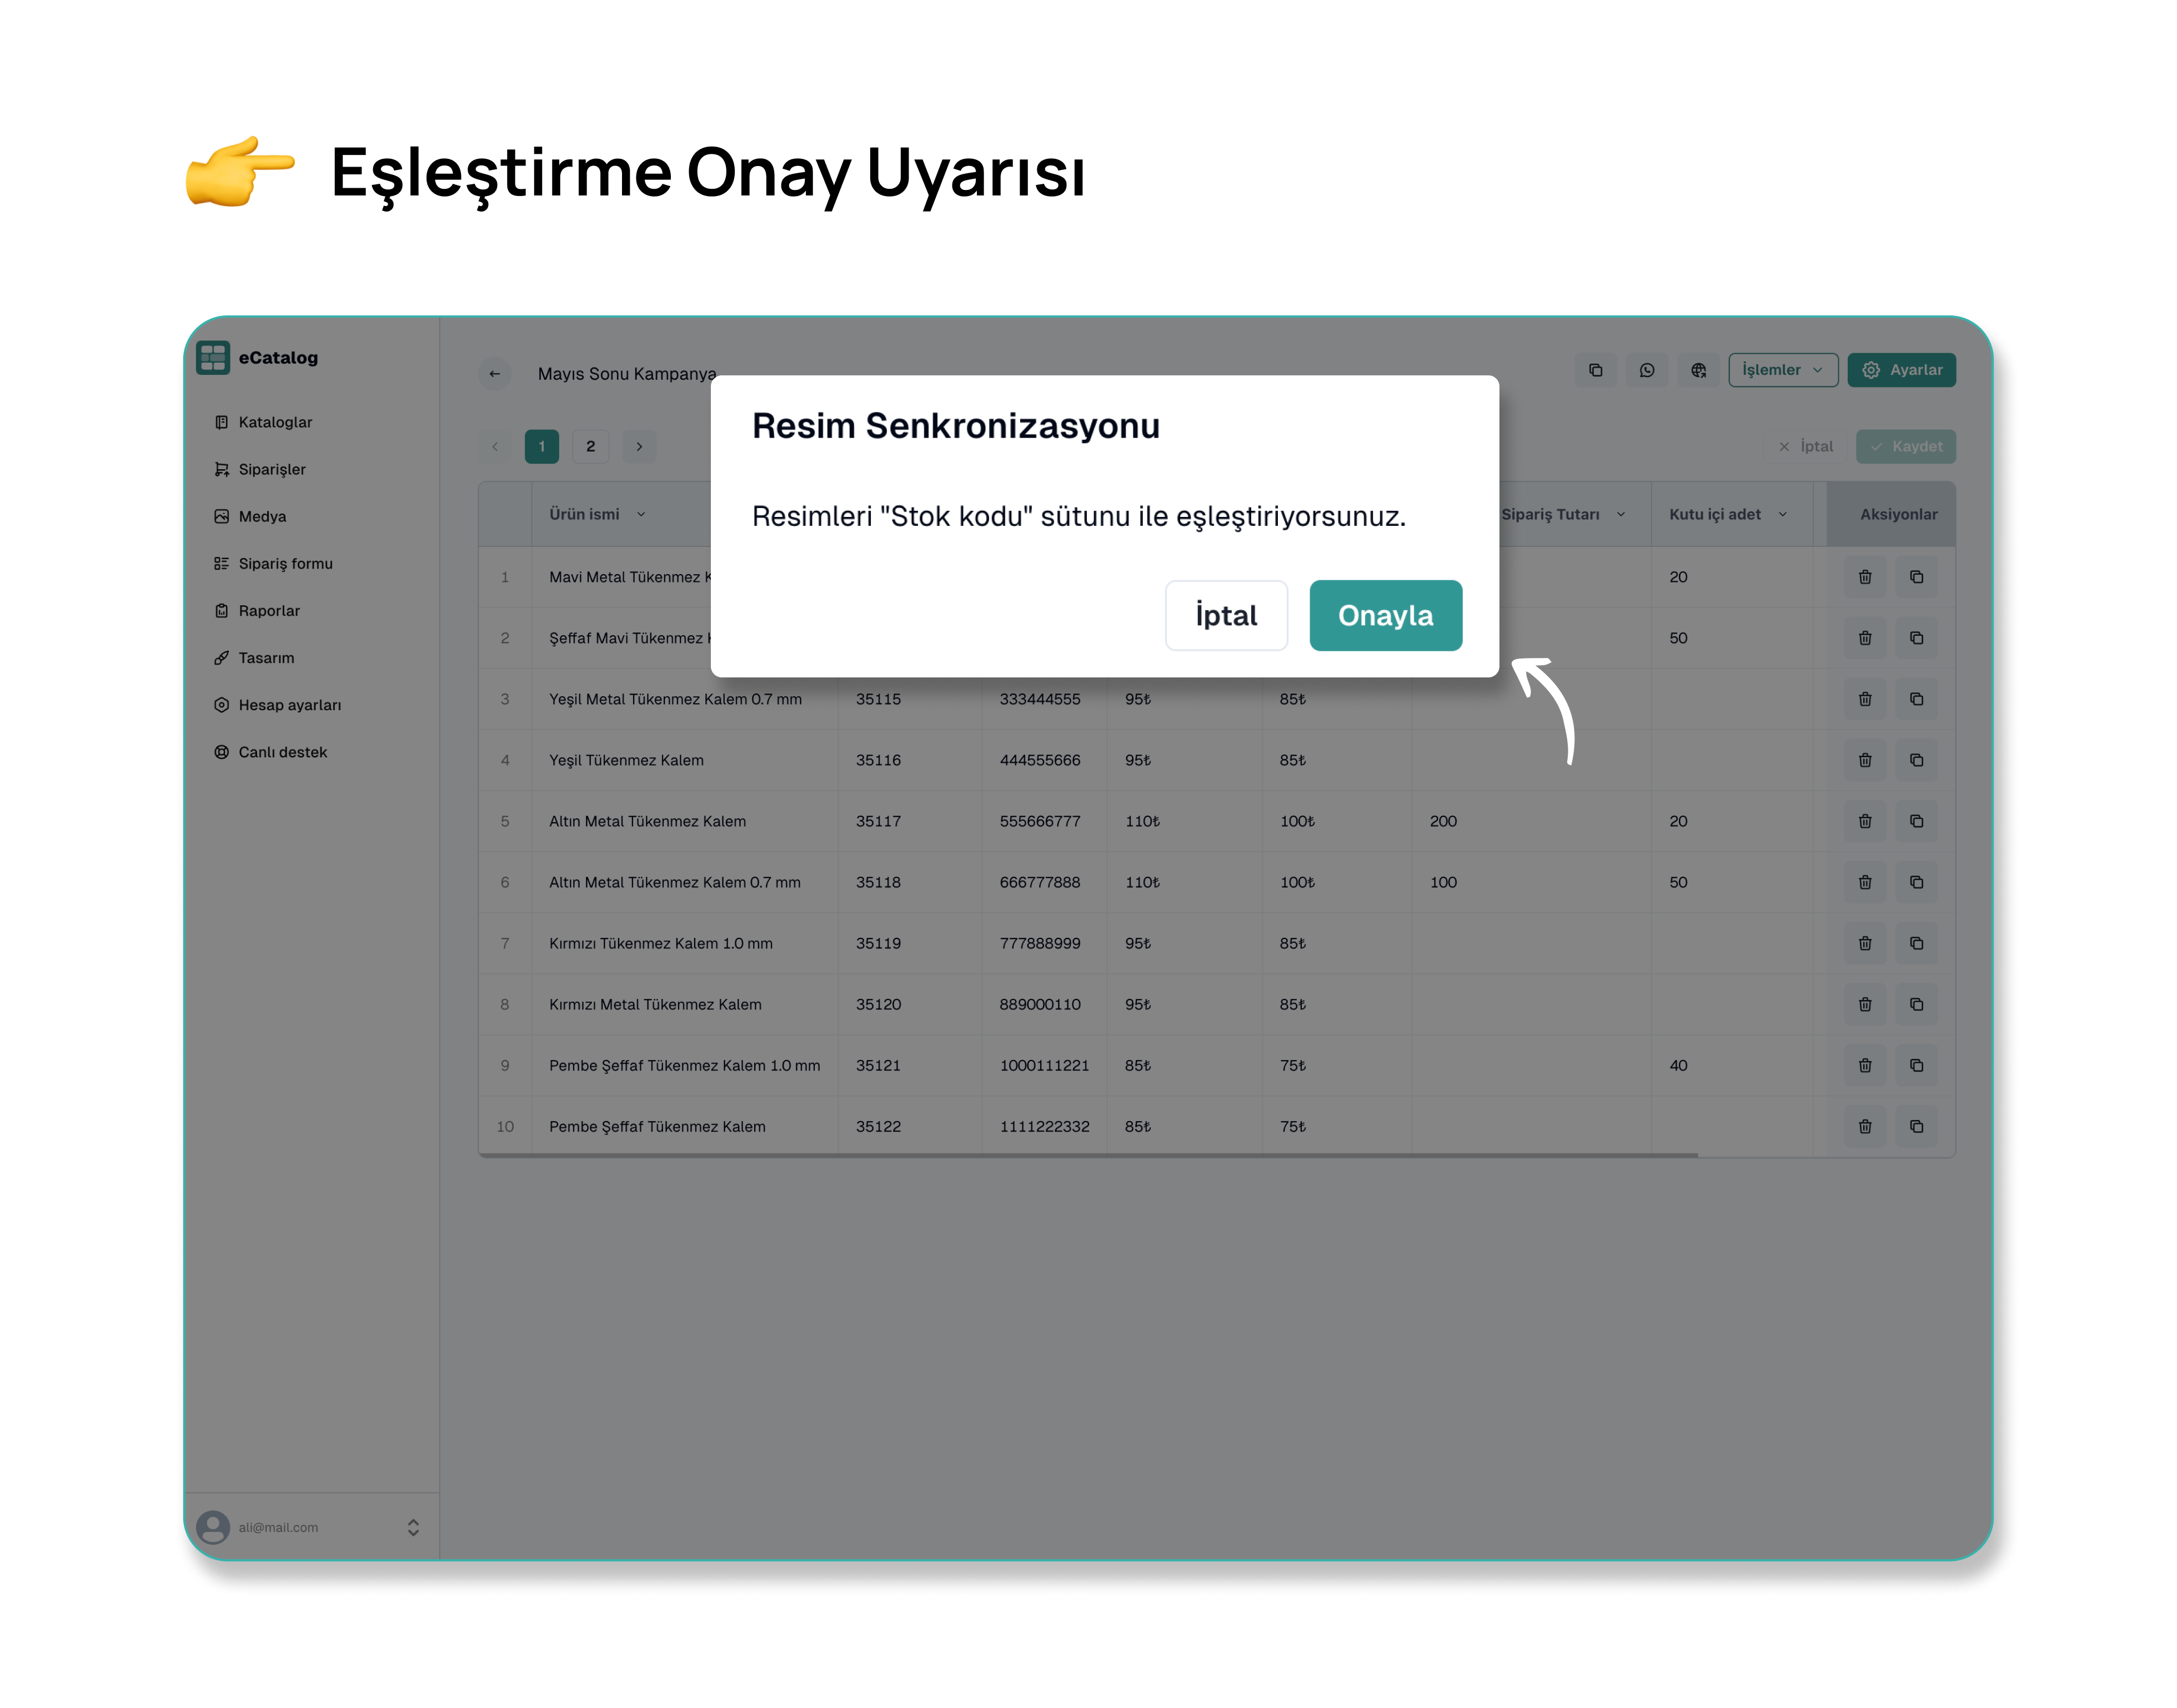 Eşleştirme Onay Uyarısı
eCatalog
Kataloglar
Siparişler
Medya
Sipariş formu
Raporlar
Tasarım
Hesap ayarları
Canlı destek
ali@mail.com
Mayıs Sonu Kampanya
İşlemler
Ayarlar
1 2
İptal
Kaydet
Resim Senkronizasyonu
Resimleri "Stok kodu" sütunu ile eşleştiriyorsunuz.
İptal
Onayla
Ürün ismi Sipariş Tutarı Kutu içi adet Aksiyonlar
1 Mavi Metal Tükenmez 20
2 Şeffaf Mavi Tükenmez 50
3 Yeşil Metal Tükenmez Kalem 0.7 mm 35115 333444555 95₺ 85₺
4 Yeşil Tükenmez Kalem 35116 444555666 95₺ 85₺
5 Altın Metal Tükenmez Kalem 35117 555666777 110₺ 100₺ 200 20
6 Altın Metal Tükenmez Kalem 0.7 mm 35118 666777888 110₺ 100₺ 100 50
7 Kırmızı Tükenmez Kalem 1.0 mm 35119 777888999 95₺ 85₺
8 Kırmızı Metal Tükenmez Kalem 35120 889000110 95₺ 85₺
9 Pembe Şeffaf Tükenmez Kalem 1.0 mm 35121 1000111221 85₺ 75₺ 40
10 Pembe Şeffaf Tükenmez Kalem 35122 1111222332 85₺ 75₺